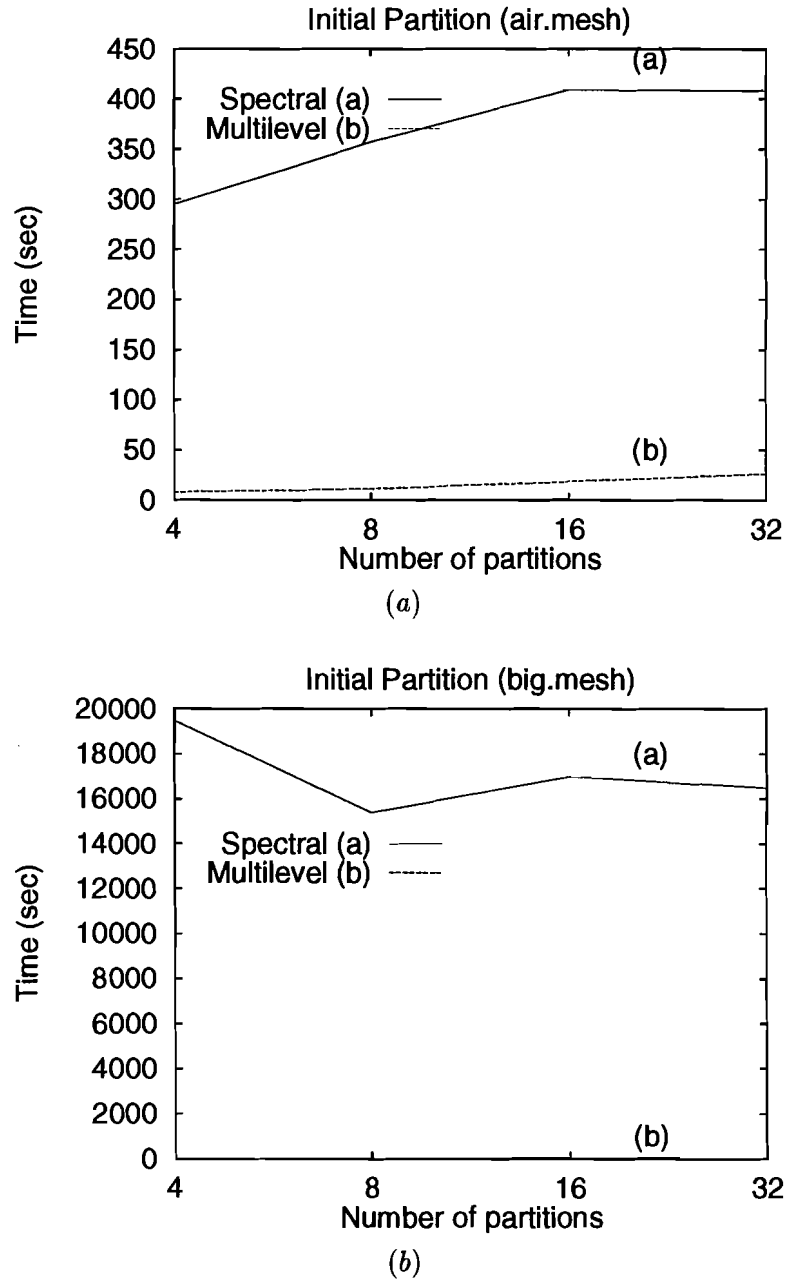 Initial Partition (air.mesh)
450
400
350
300
250
200
150
100
50
0
Time (sec)
(a)
Spectral (a)
Multilevel (b)
(b)
4 8 16 32
Number of partitions
(a)
Initial Partition (big.mesh)
20000
18000
16000
14000
12000
10000
8000
6000
4000
2000
0
Time (sec)
(a)
Spectral (a)
Multilevel (b)
(b)
4 8 16 32
Number of partitions
(b)